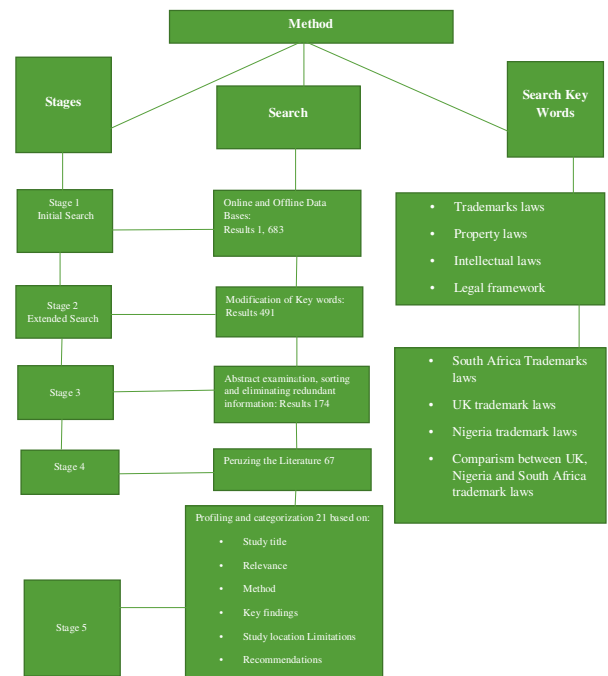 Method
Stages
Search
Search Key
Words
Stage 1
Initial Search
Online and Offline Data
Bases:
Results 1, 683
• Trademarks laws
• Property laws
• Intellectual laws
• Legal framework
Stage 2
Extended Search
Modification of Key words:
Results 491
Stage 3
Abstract examination, sorting
and eliminating redundant
information: Results 174
• South Africa Trademarks
laws
• UK trademark laws
• Nigeria trademark laws
• Comparism between UK,
Nigeria and South Africa
trademark laws
Stage 4
Peruzing the Literature 67
Stage 5
Profiling and categorization 21 based on:
• Study title
• Relevance
• Method
• Key findings
• Study location Limitations
• Recommendations